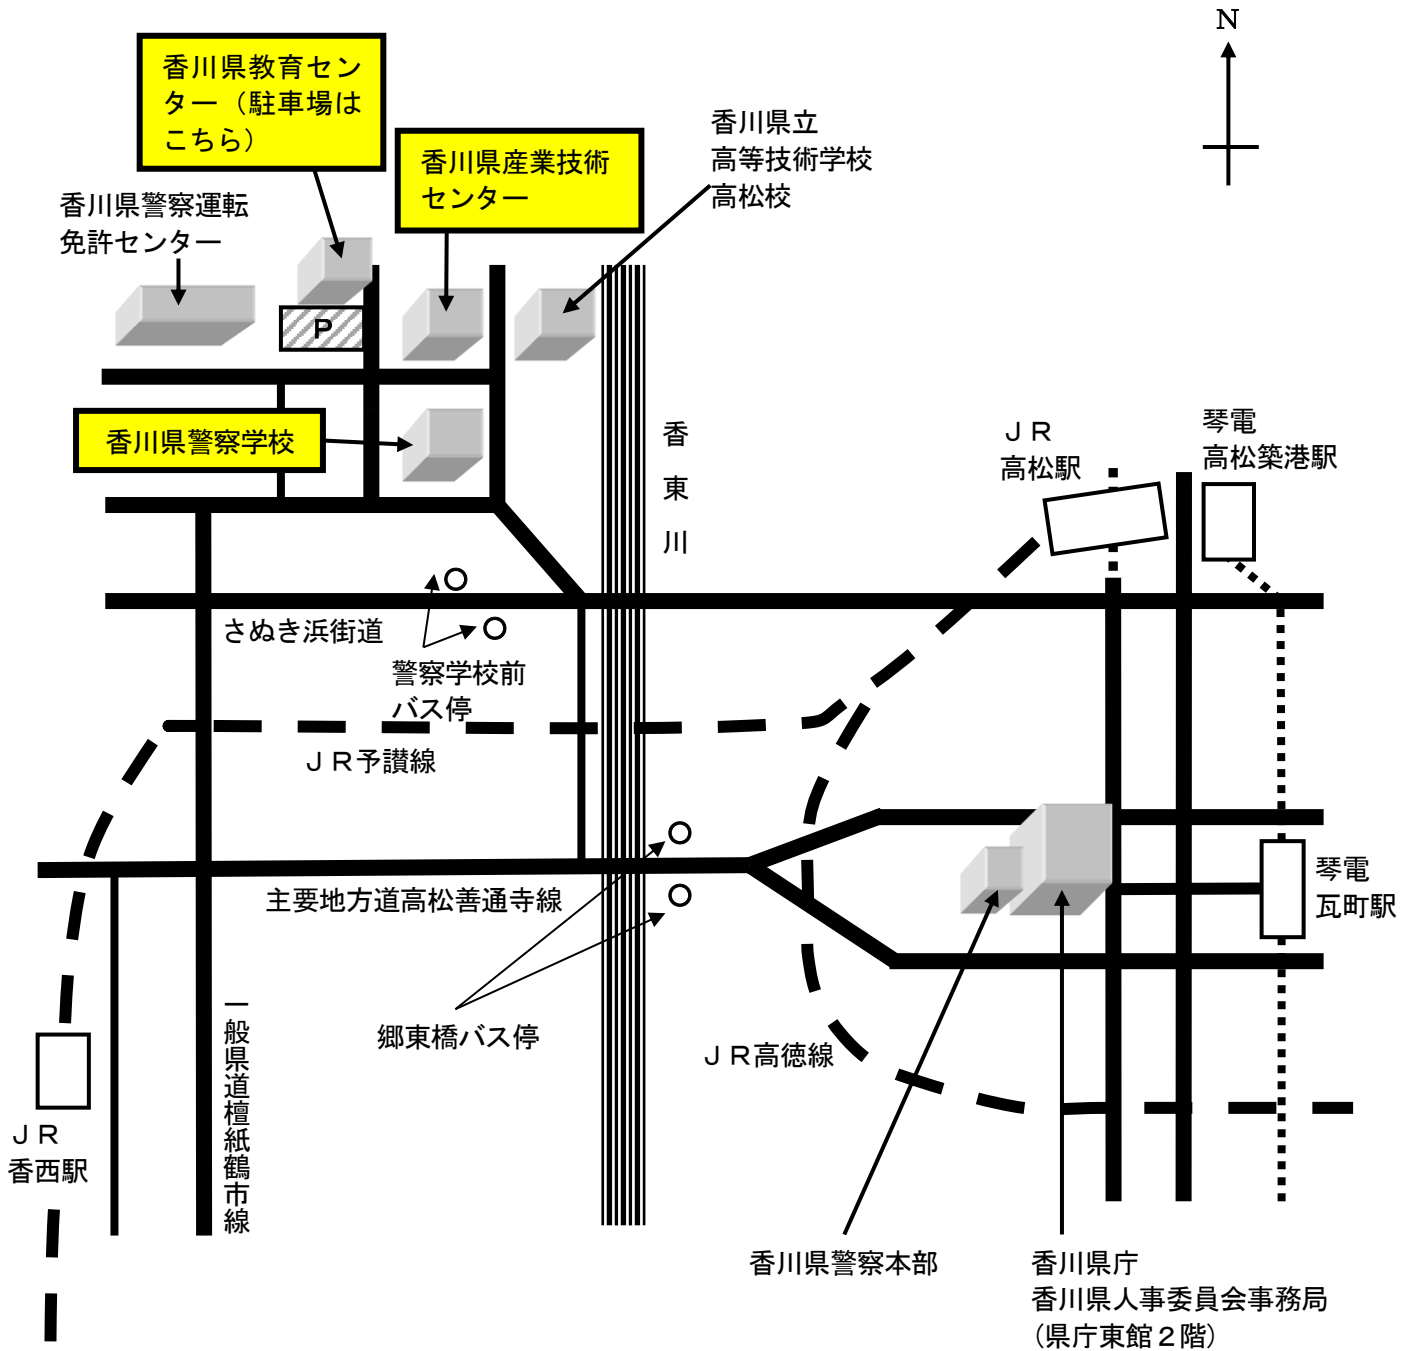 N
香川県教育セン
ター（駐車場は
こちら）
香川県産業技術
センター
香川県立
高等技術学校
高松校
香川県警察運転
免許センター
P
香川県警察学校
香東川
ＪＲ
高松駅
琴電
高松築港駅
さぬき浜街道
警察学校前
バス停
ＪＲ予讃線
主要地方道高松善通寺線
琴電
瓦町駅
一般県道檀紙鶴市線
郷東橋バス停
ＪＲ高徳線
ＪＲ
香西駅
香川県警察本部
香川県庁
香川県人事委員会事務局
（県庁東館２階）